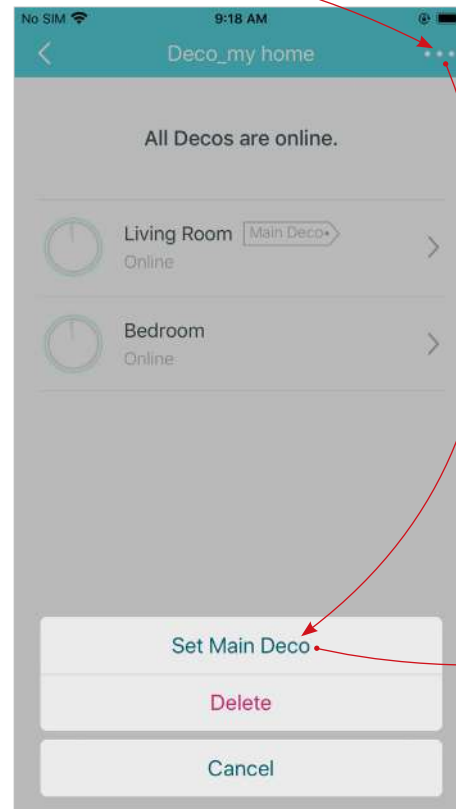 No SIM 9:18 AM
Deco_my home
All Decos are online.
Living Room Main Deco
Online
Bedroom
Online
Set Main Deco
Delete
Cancel